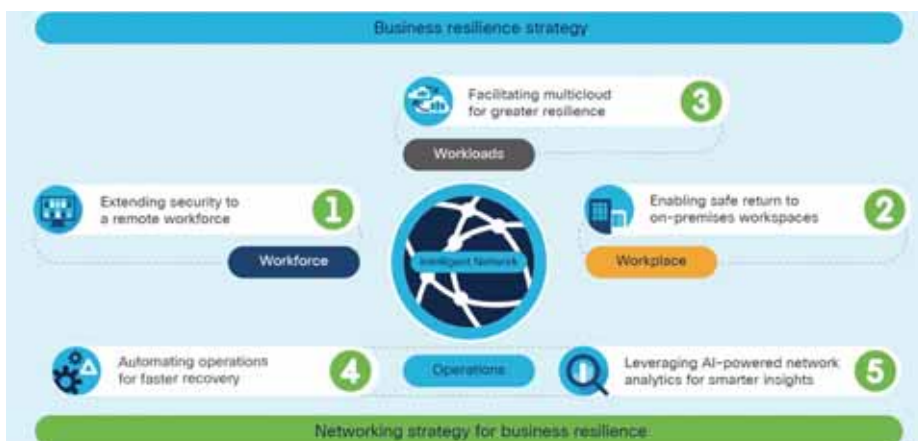 Business resilience strategy
Facilitating multicloud
for greater resilience
3
Workloads
Extending security to
a remote workforce
1
Workforce
Intelligent Network
Enabling safe return to
on-premises workspaces
2
Workplace
Automating operations
for faster recovery
4
Operations
Leveraging AI-powered network
analytics for smarter insights
5
Networking strategy for business resilience